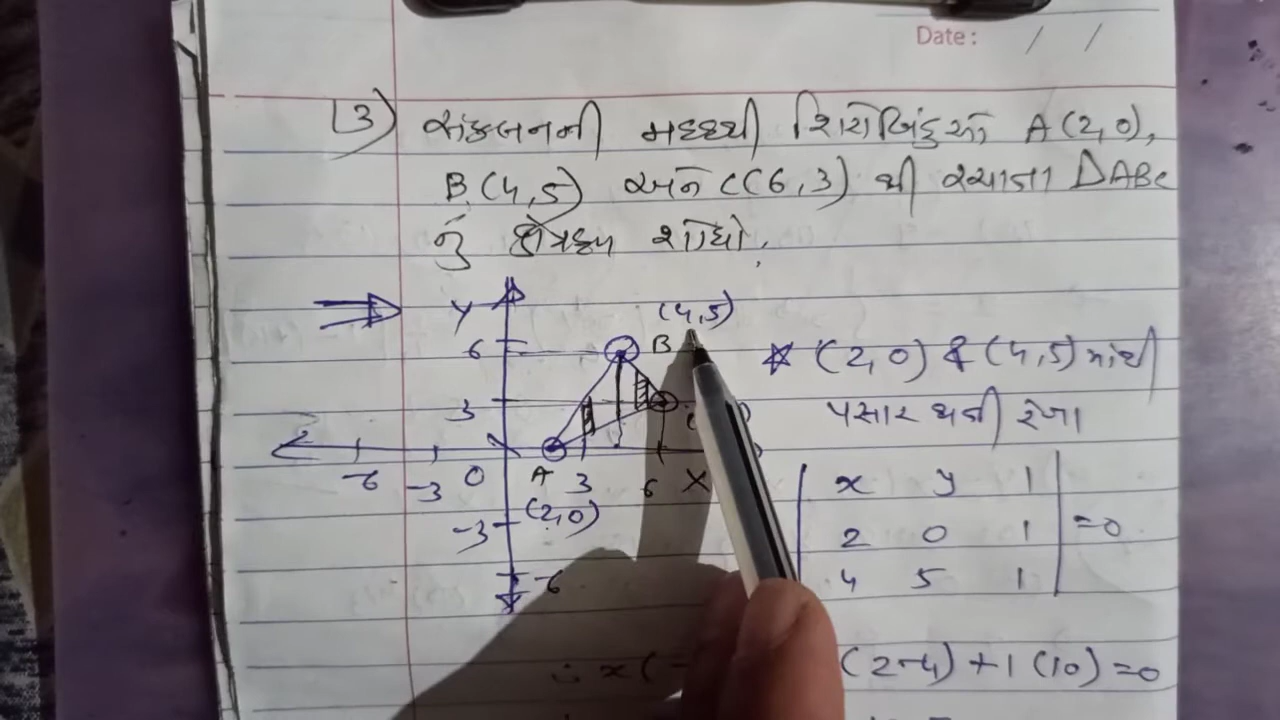 Date: / /
(3) સંકલનની મદદથી શિરોબિંદુઓ A(2,0),
B(4,5) અને C(6,3) થી રચાતા ΔABC
નું ક્ષેત્રફળ શોધો.
Y (4,5)
6 B
3
-6 -3 0 A 3 6 X
(2,0)
-3
-6
* (2,0) & (4,5) માંથી
પસાર થતી રેખા
x y 1
2 0 1 =0
4 5 1
∴ x(- (2-4) + 1(10) = 0